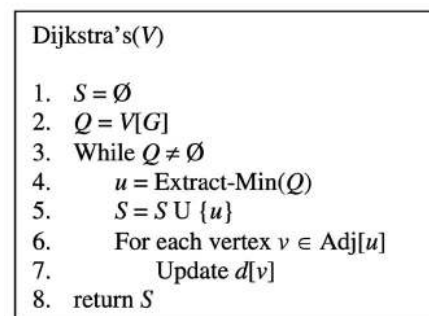 Dijkstra's(V)
1. S = Ø
2. Q = V[G]
3. While Q ≠ Ø
4. u = Extract-Min(Q)
5. S = S U {u}
6. For each vertex v ∈ Adj[u]
7. Update d[v]
8. return S